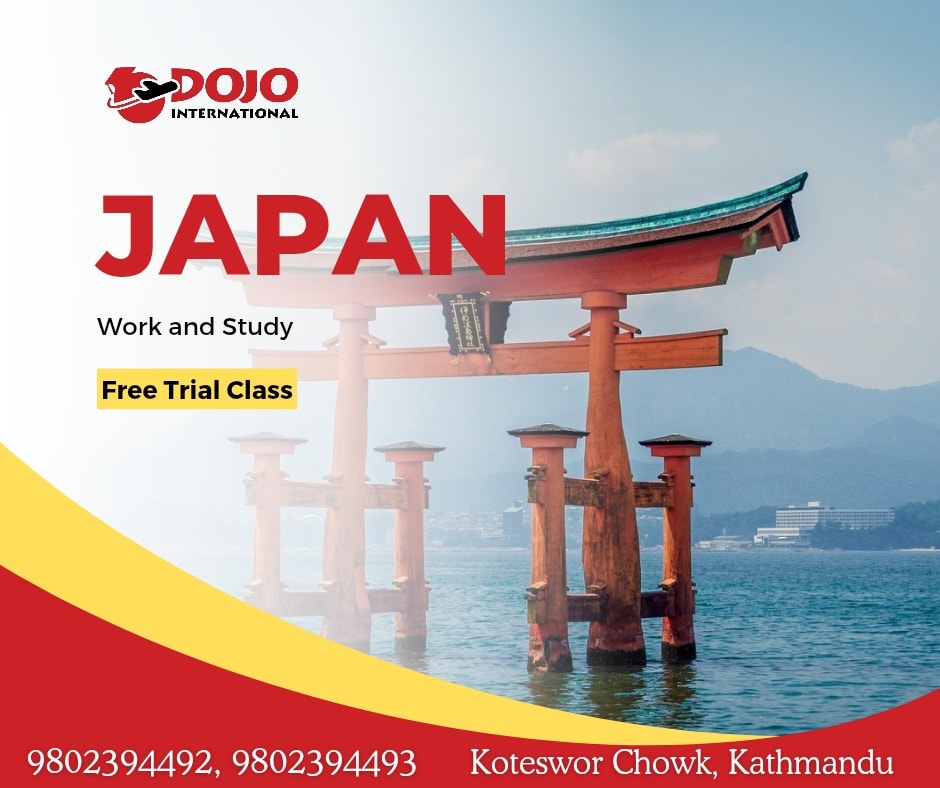 DOJO
INTERNATIONAL
JAPAN
Work and Study
Free Trial Class
9802394492, 9802394493
Koteswor Chowk, Kathmandu